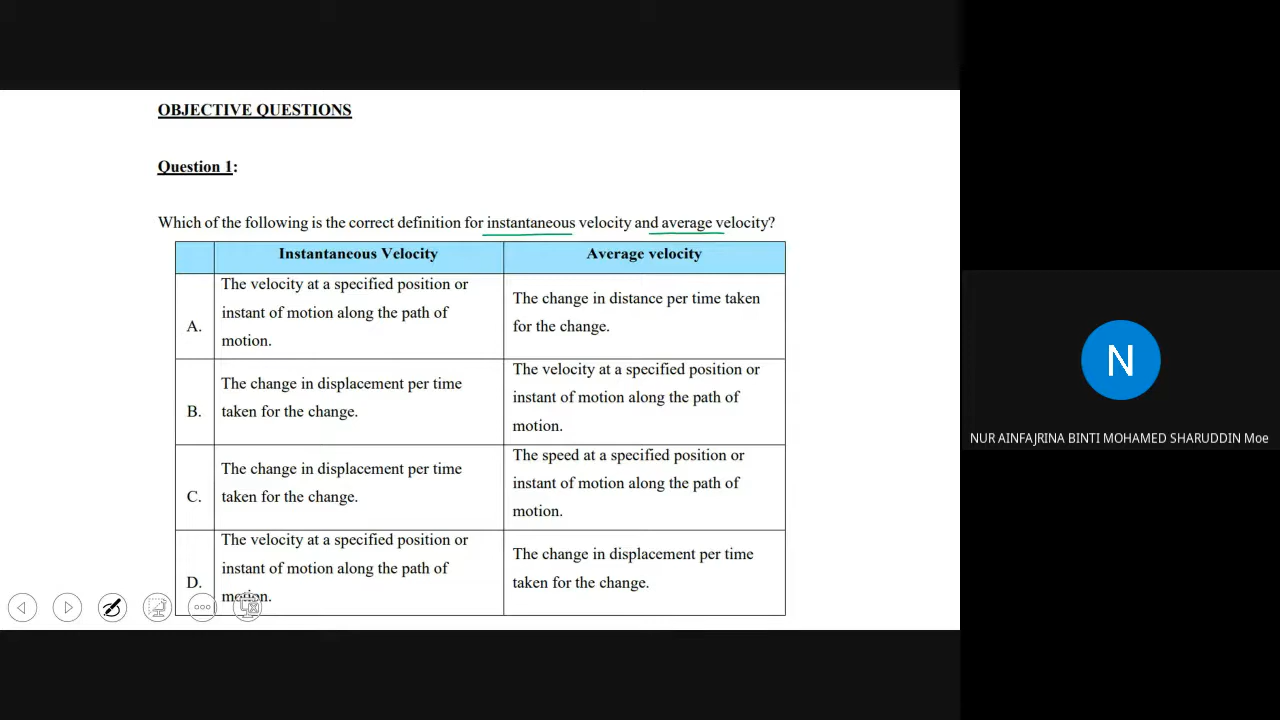 OBJECTIVE QUESTIONS
Question 1:
Which of the following is the correct definition for instantaneous velocity and average velocity?
Instantaneous Velocity
Average velocity
A.
The velocity at a specified position or
instant of motion along the path of
motion.
The change in distance per time taken
for the change.
B.
The change in displacement per time
taken for the change.
The velocity at a specified position or
instant of motion along the path of
motion.
C.
The change in displacement per time
taken for the change.
The speed at a specified position or
instant of motion along the path of
motion.
D.
The velocity at a specified position or
instant of motion along the path of
motion.
The change in displacement per time
taken for the change.
N
NUR AINFAJRINA BINTI MOHAMED SHARUDDIN Moe